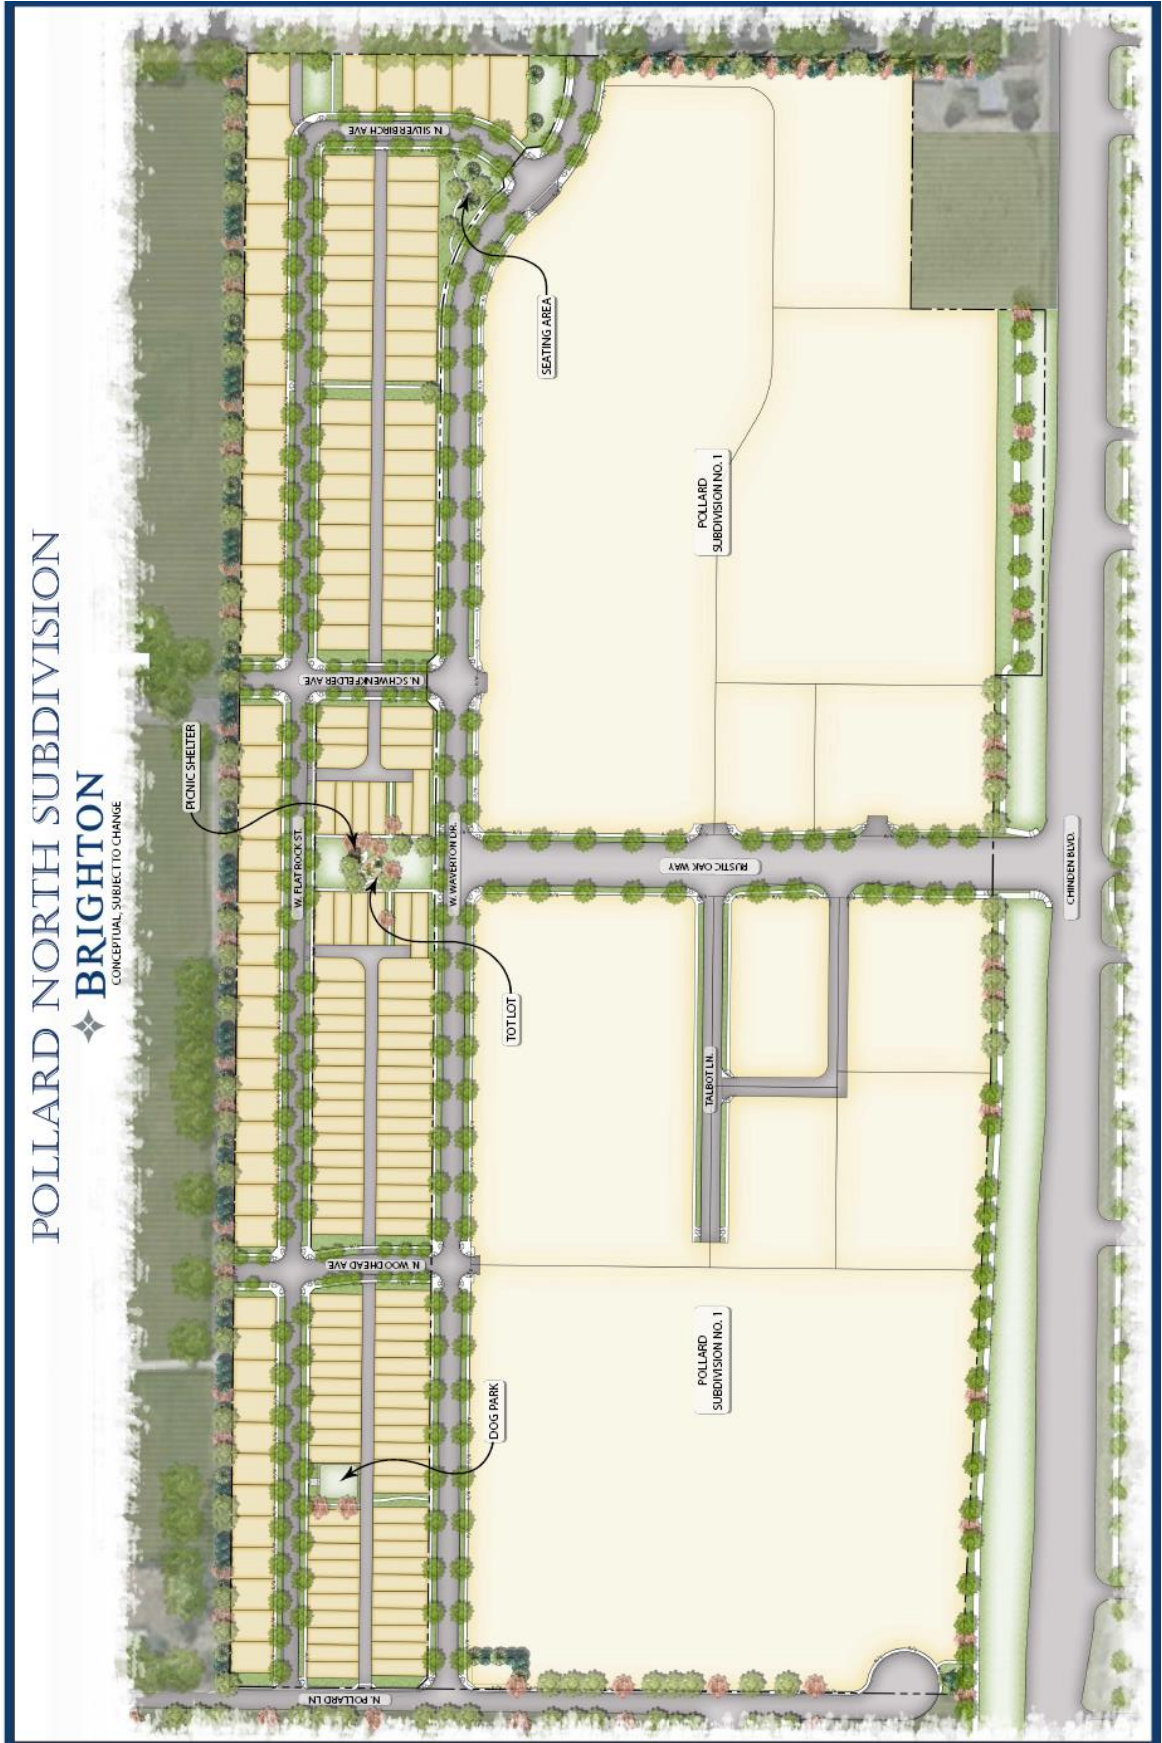 POLLARD NORTH SUBDIVISION
BRIGHTON
CONCEPTUAL, SUBJECT TO CHANGE
PICNIC SHELTER
N. POLLARD LN
W. FLAT ROCK ST.
N. WOODHEAD AVE
N. SCHWENKFELDER AVE.
N. SILVERBIRCH AVE
W. WAVERTON DR.
DOG PARK
TOT LOT
SEATING AREA
POLLARD
SUBDIVISION NO. 1
TALBOT LN.
RUSTIC OAK WAY
POLLARD
SUBDIVISION NO. 1
CHINDEN BLVD.